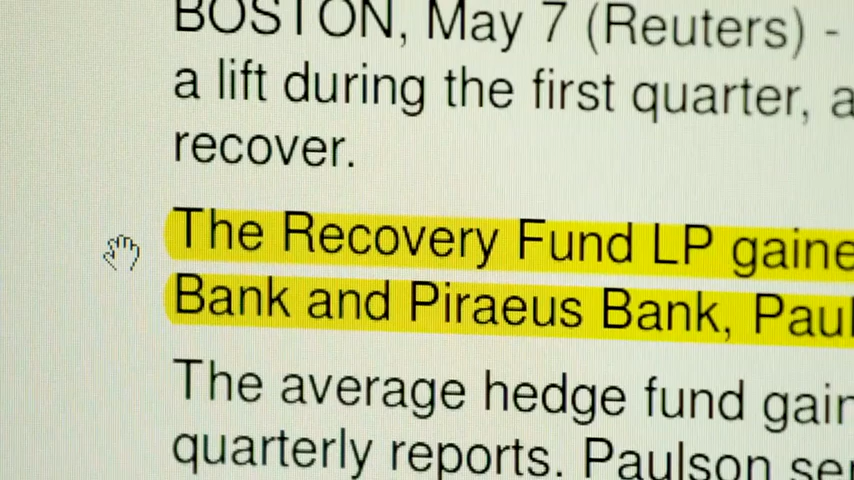 BOSTON, May 7 (Reuters) -
a lift during the first quarter, a
recover.
The Recovery Fund LP gaine
Bank and Piraeus Bank, Paul
The average hedge fund gain
quarterly reports. Paulson se